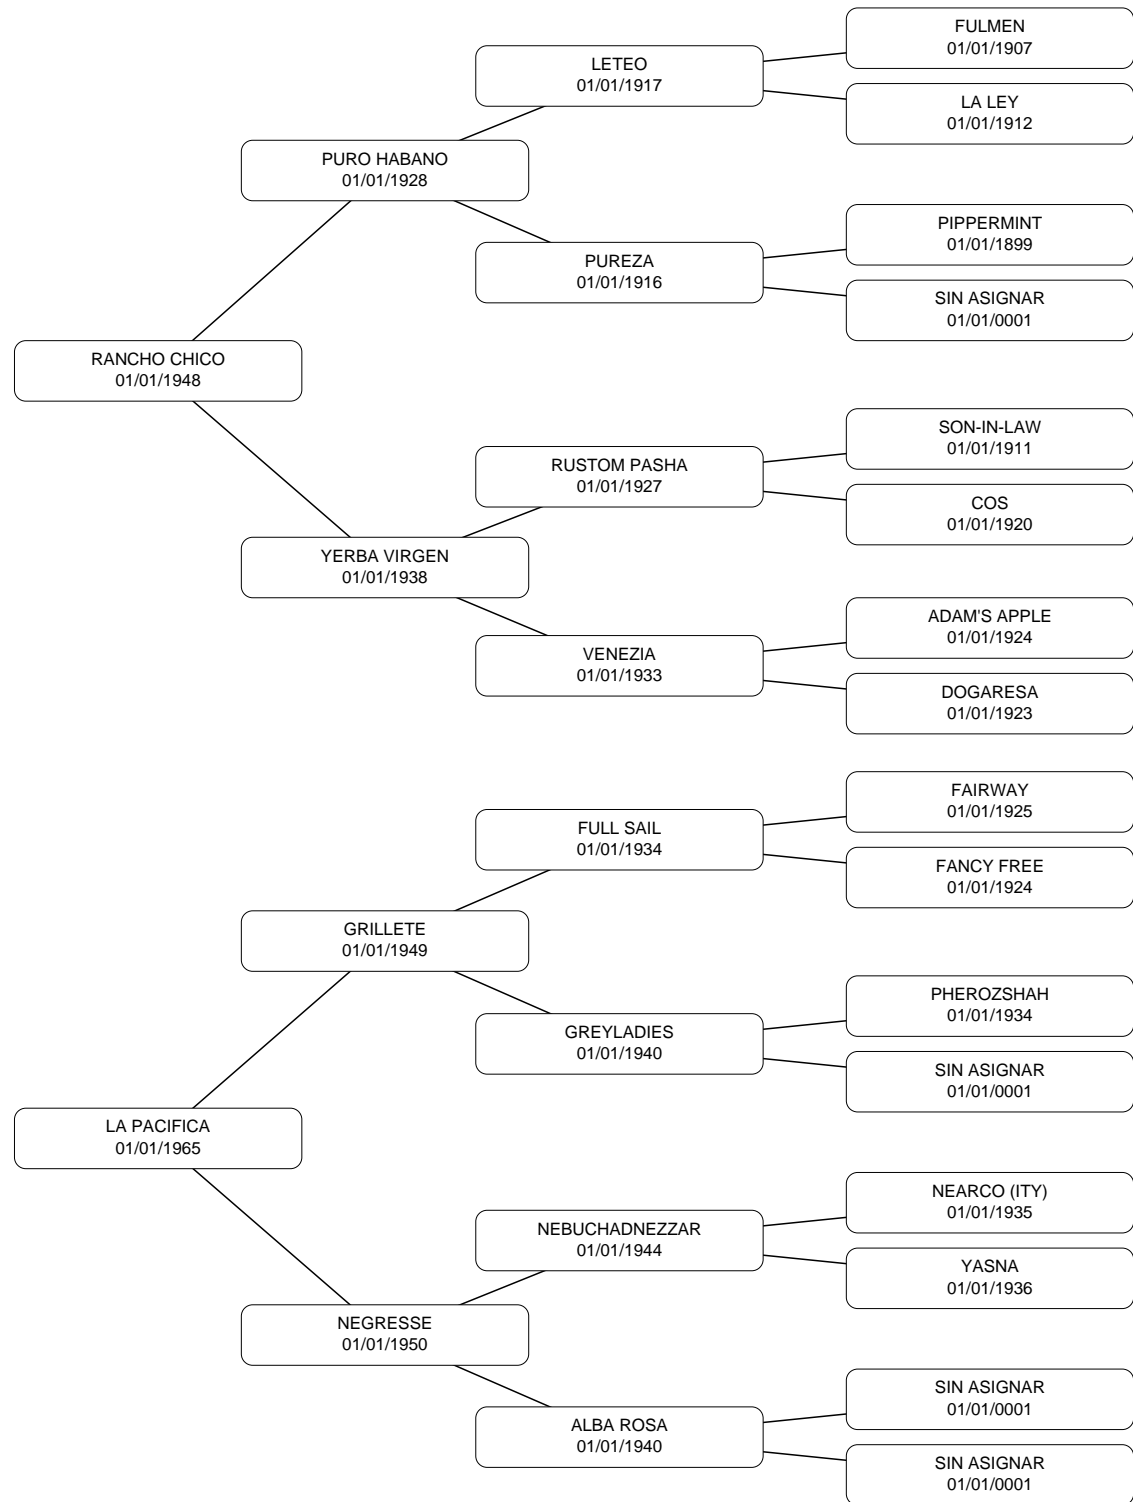 FULMEN
01/01/1907
LETEO
01/01/1917
LA LEY
01/01/1912
PURO HABANO
01/01/1928
PIPPERMINT
01/01/1899
PUREZA
01/01/1916
SIN ASIGNAR
01/01/0001
RANCHO CHICO
01/01/1948
SON-IN-LAW
01/01/1911
RUSTOM PASHA
01/01/1927
COS
01/01/1920
YERBA VIRGEN
01/01/1938
ADAM'S APPLE
01/01/1924
VENEZIA
01/01/1933
DOGARESA
01/01/1923
FAIRWAY
01/01/1925
FULL SAIL
01/01/1934
FANCY FREE
01/01/1924
GRILLETE
01/01/1949
PHEROZSHAH
01/01/1934
GREYLADIES
01/01/1940
SIN ASIGNAR
01/01/0001
LA PACIFICA
01/01/1965
NEARCO (ITY)
01/01/1935
NEBUCHADNEZZAR
01/01/1944
YASNA
01/01/1936
NEGRESSE
01/01/1950
SIN ASIGNAR
01/01/0001
ALBA ROSA
01/01/1940
SIN ASIGNAR
01/01/0001